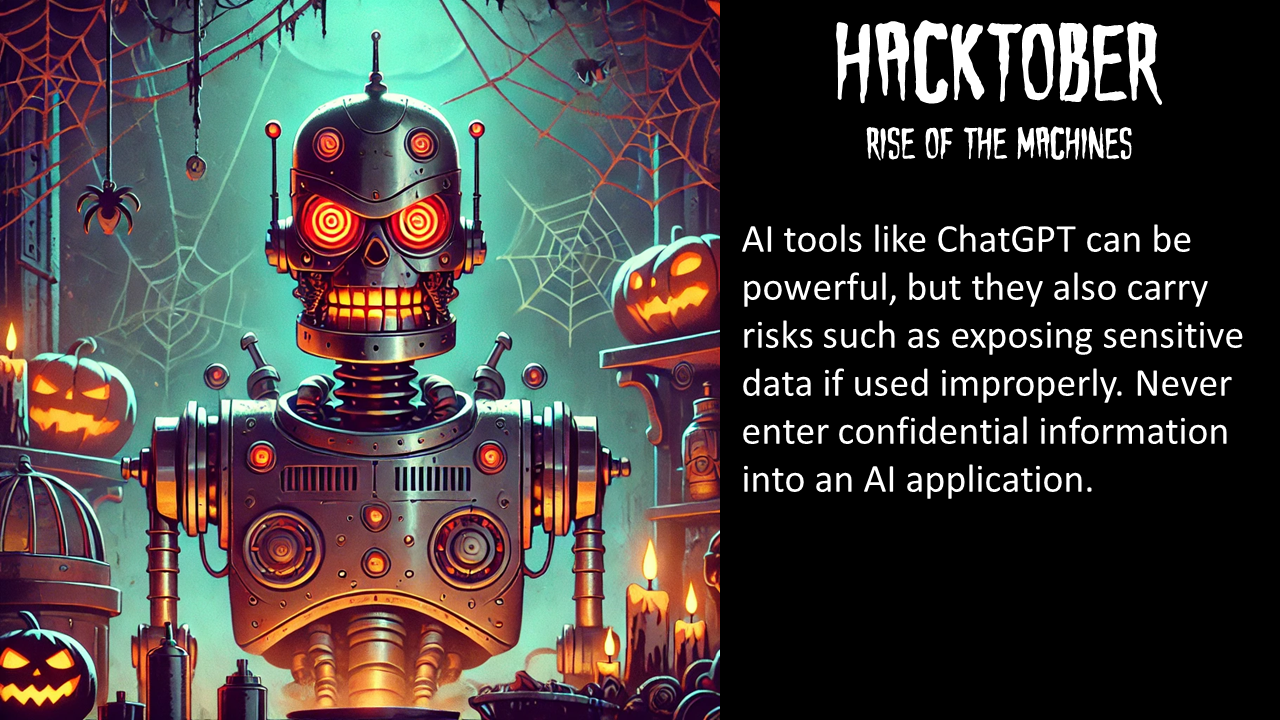 HACKTOBER
RISE OF THE MACHINES
AI tools like ChatGPT can be
powerful, but they also carry
risks such as exposing sensitive
data if used improperly. Never
enter confidential information
into an AI application.